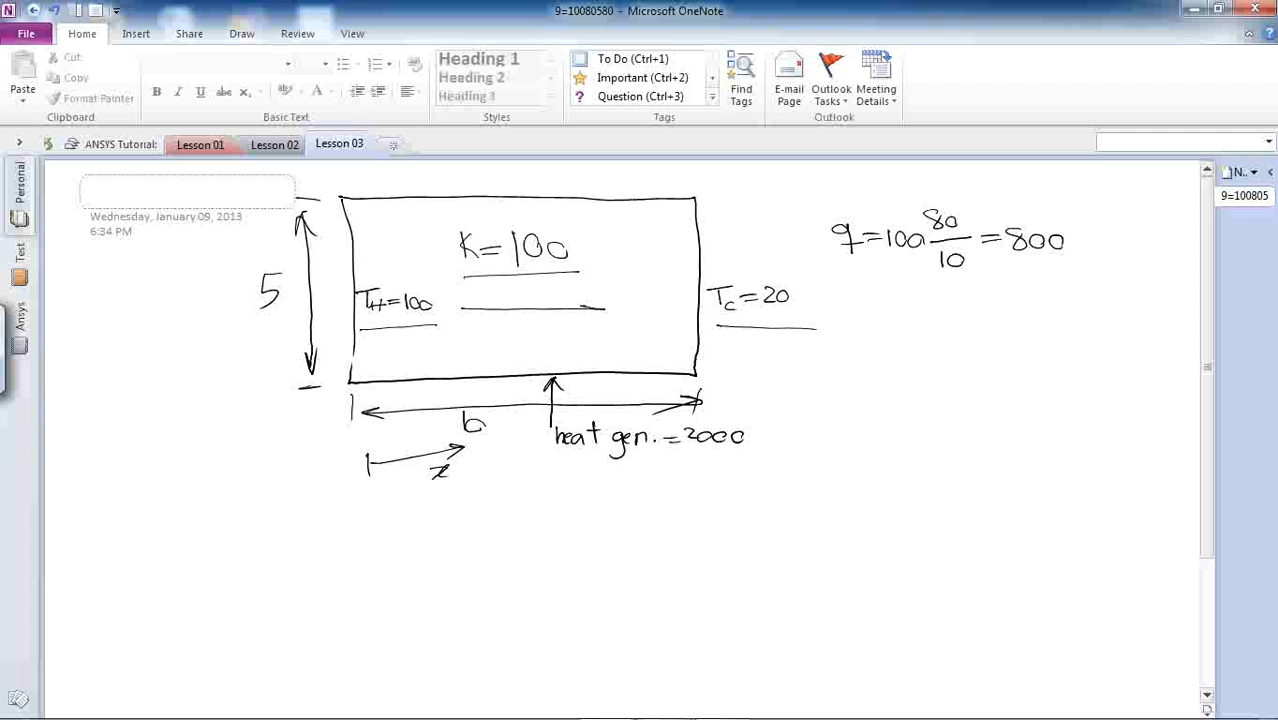 9=10080580 - Microsoft OneNote
File Home Insert Share Draw Review View
Paste
Cut
Copy
Format Painter
Clipboard
B I U abc x₂ ab A
Basic Text
Heading 1
Heading 2
Heading 3
Styles
To Do (Ctrl+1)
Important (Ctrl+2)
Question (Ctrl+3)
Tags
Find Tags
E-mail Page
Outlook Tasks
Meeting Details
Outlook
ANSYS Tutorial: Lesson 01 Lesson 02 Lesson 03
N..
9=100805
Personal
Test
Ansys
Wednesday, January 09, 2013
6:34 PM
K=100
q=100 80/10 =800
5
TH=100
Tc=20
heat gen. =2000
x